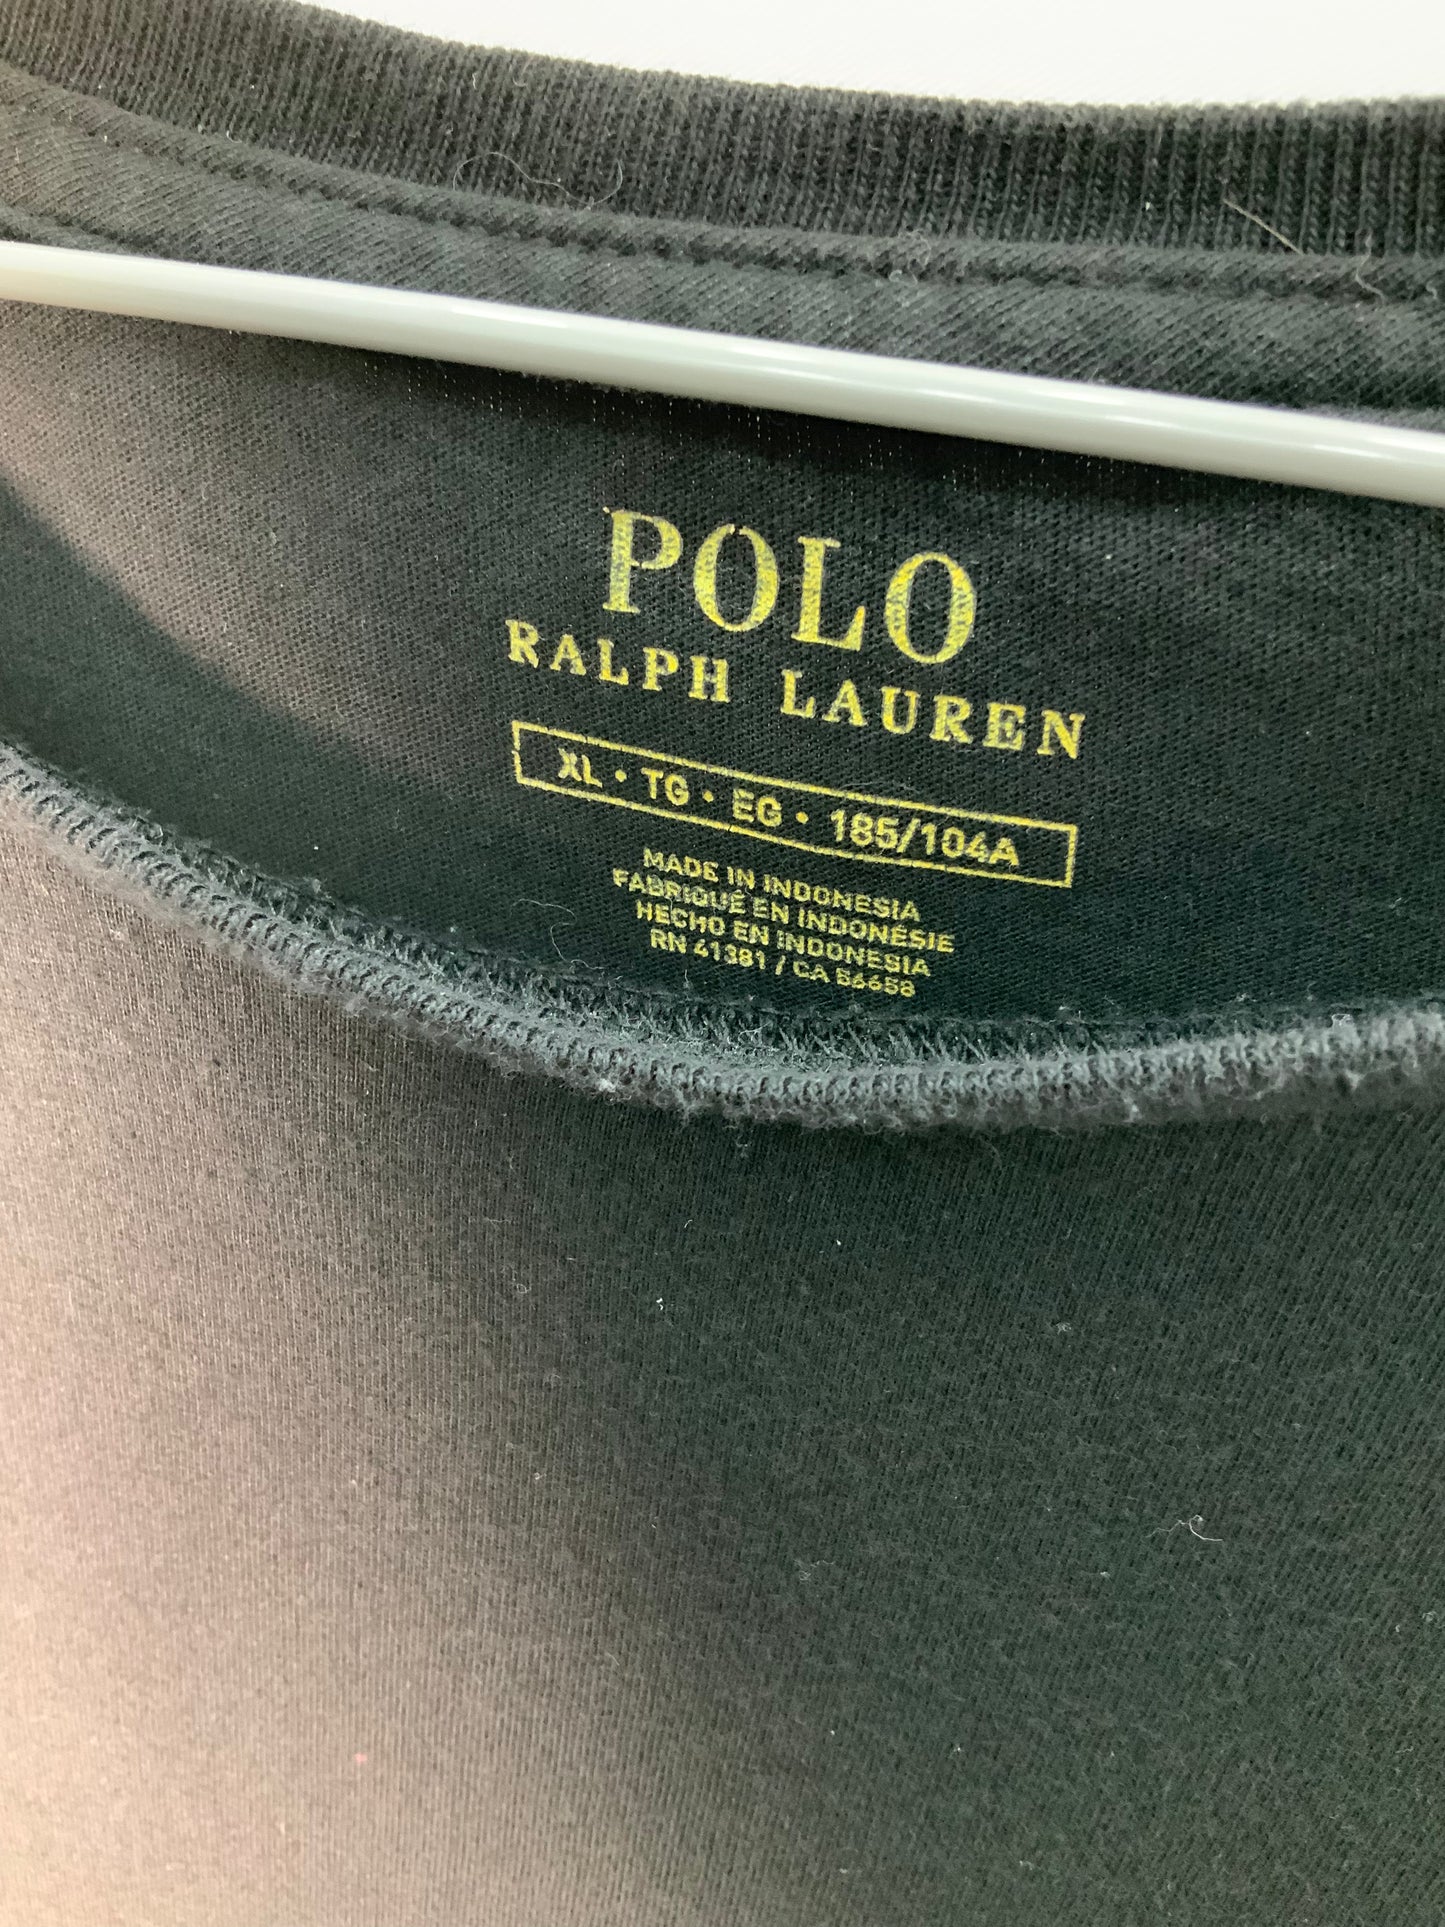 POLO
RALPH LAUREN
XL • TG • EG • 185/104A
MADE IN INDONESIA
FABRIQUÉ EN INDONÉSIE
HECHO EN INDONESIA
RN 41381 / CA 56658